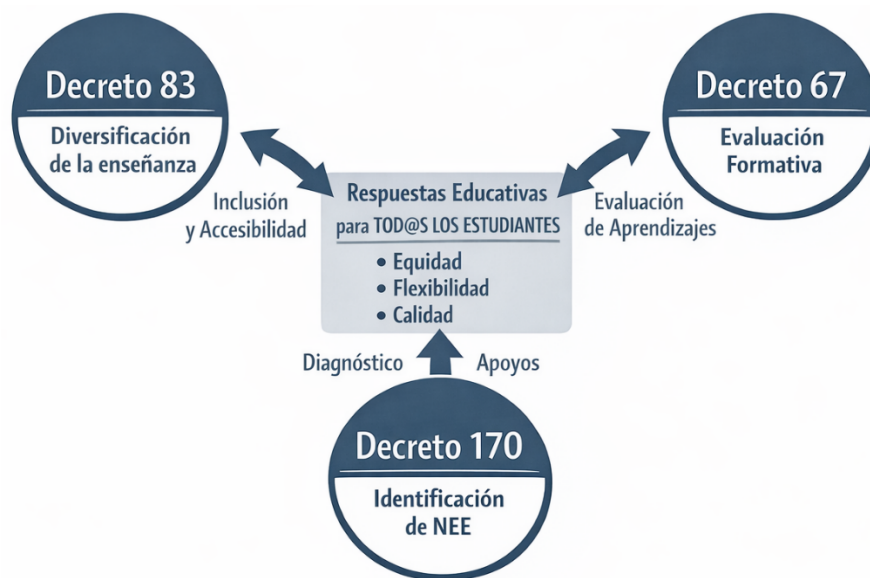 Decreto 83
Diversificación
de la enseñanza
Decreto 67
Evaluación
Formativa
Inclusión
y Accesibilidad
Respuestas Educativas
para TOD@S LOS ESTUDIANTES
• Equidad
• Flexibilidad
• Calidad
Evaluación
de Aprendizajes
Diagnóstico
Apoyos
Decreto 170
Identificación
de NEE